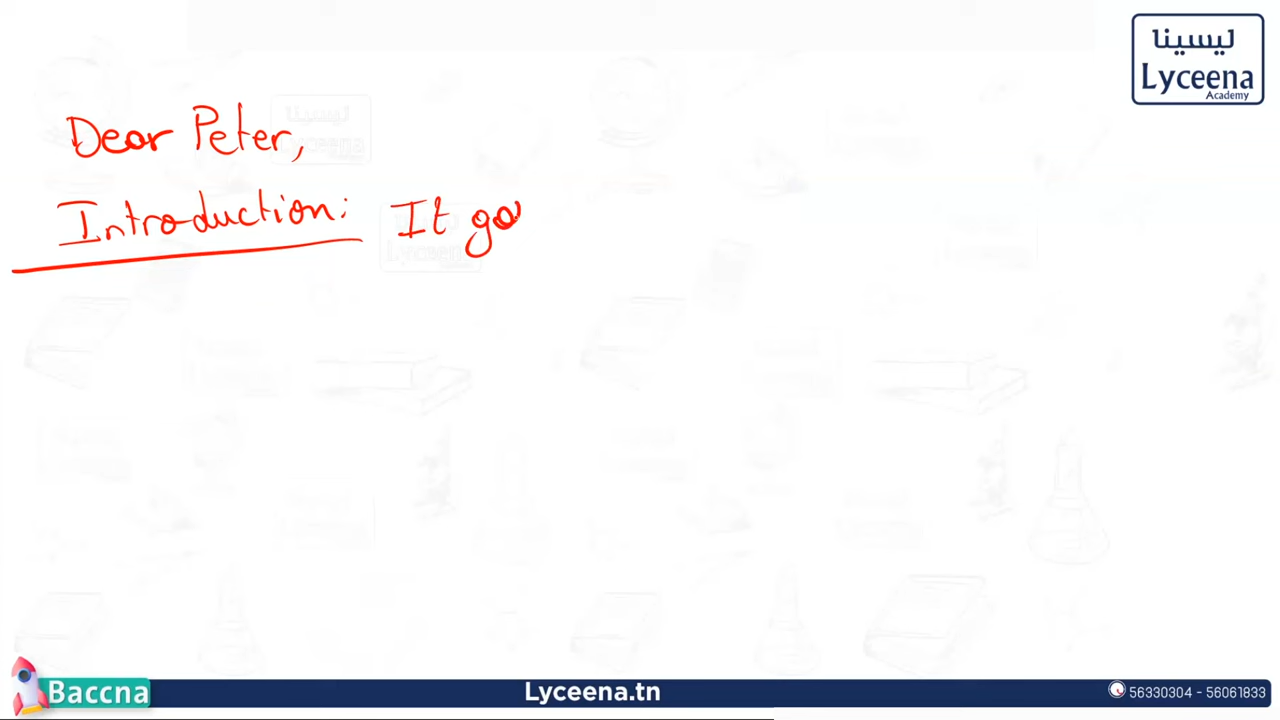 ليسينا
Lyceena
Academy
Dear Peter,
Introduction: It go
Baccna
Lyceena.tn
56330304 - 56061833